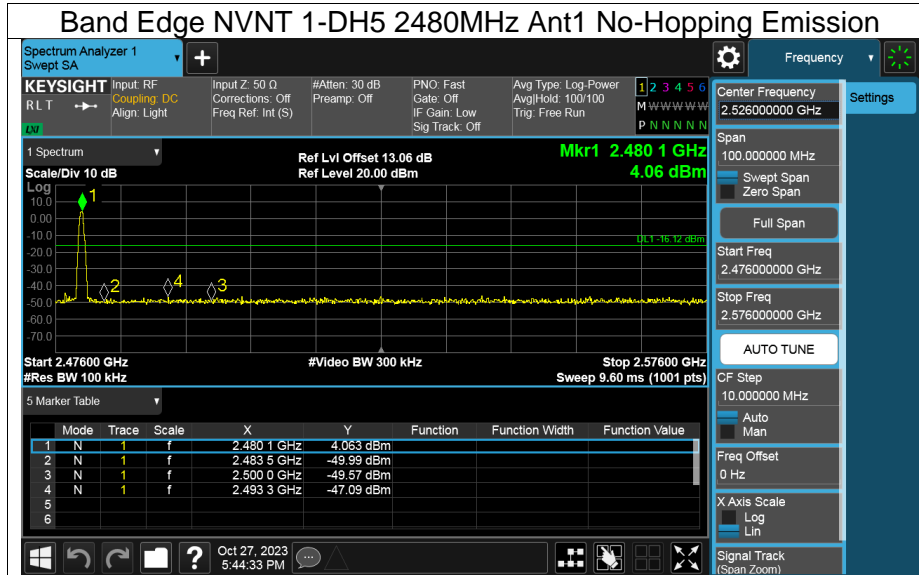 Band Edge NVNT 1-DH5 2480MHz Ant1 No-Hopping Emission
Spectrum Analyzer 1
Swept SA
+
Frequency
KEYSIGHT
RLT
LXI
Input: RF
Coupling: DC
Align: Light
Input Z: 50 Ω
Corrections: Off
Freq Ref: Int (S)
#Atten: 30 dB
Preamp: Off
PNO: Fast
Gate: Off
IF Gain: Low
Sig Track: Off
Avg Type: Log-Power
Avg|Hold: 100/100
Trig: Free Run
1 2 3 4 5 6
M W W W W W
P N N N N N
Center Frequency
2.526000000 GHz
Settings
1 Spectrum
Scale/Div 10 dB
Ref Lvl Offset 13.06 dB
Ref Level 20.00 dBm
Mkr1 2.480 1 GHz
4.06 dBm
Span
100.000000 MHz
Swept Span
Zero Span
Full Span
Start Freq
2.476000000 GHz
Stop Freq
2.576000000 GHz
AUTO TUNE
CF Step
10.000000 MHz
Auto
Man
Freq Offset
0 Hz
X Axis Scale
Log
Lin
Signal Track
(Span Zoom)
Log
10.0
0.00
-10.0
-20.0
-30.0
-40.0
-50.0
-60.0
-70.0
1
2
4
3
DL1 -16.12 dBm
Start 2.47600 GHz
#Res BW 100 kHz
#Video BW 300 kHz
Stop 2.57600 GHz
Sweep 9.60 ms (1001 pts)
5 Marker Table
Mode Trace Scale X Y Function Function Width Function Value
1 N 1 f 2.480 1 GHz 4.063 dBm
2 N 1 f 2.483 5 GHz -49.99 dBm
3 N 1 f 2.500 0 GHz -49.57 dBm
4 N 1 f 2.493 3 GHz -47.09 dBm
5
6
?
Oct 27, 2023
5:44:33 PM